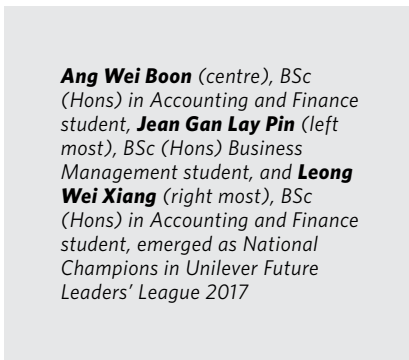 Ang Wei Boon (centre), BSc
(Hons) in Accounting and Finance
student, Jean Gan Lay Pin (left
most), BSc (Hons) Business
Management student, and Leong
Wei Xiang (right most), BSc
(Hons) in Accounting and Finance
student, emerged as National
Champions in Unilever Future
Leaders’ League 2017